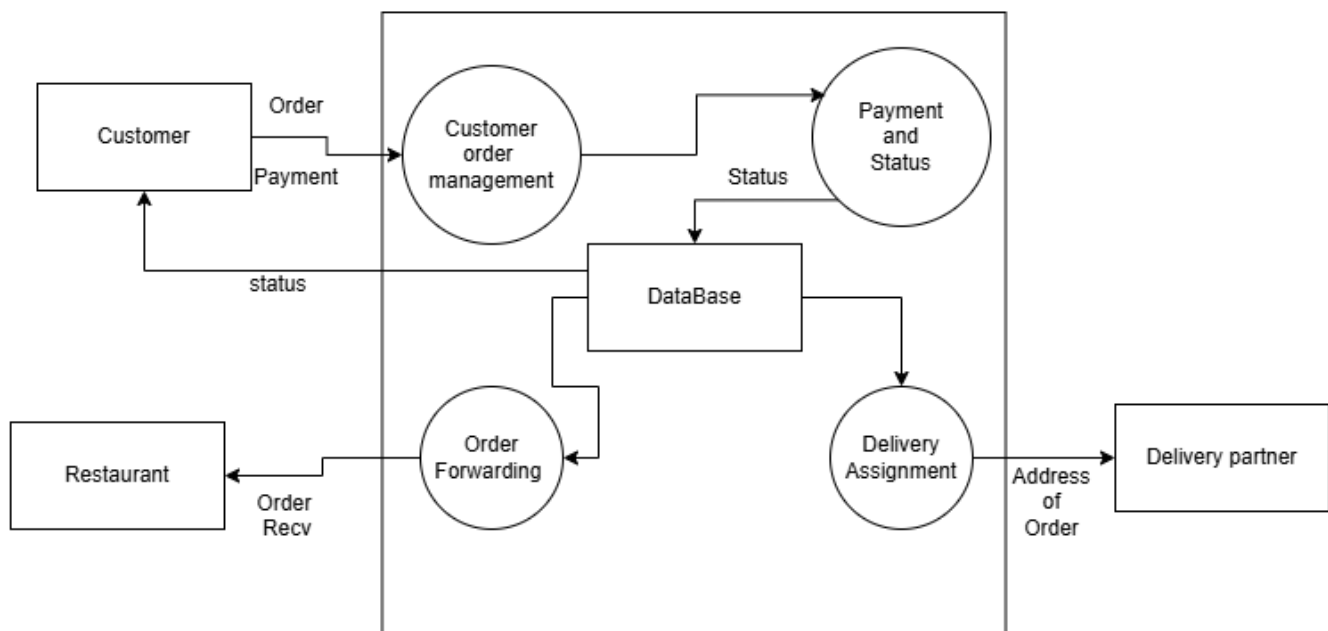 Customer
Order
Payment
Customer
order
management
Payment
and
Status
Status
status
DataBase
Restaurant
Order
Recv
Order
Forwarding
Delivery
Assignment
Address
of
Order
Delivery partner